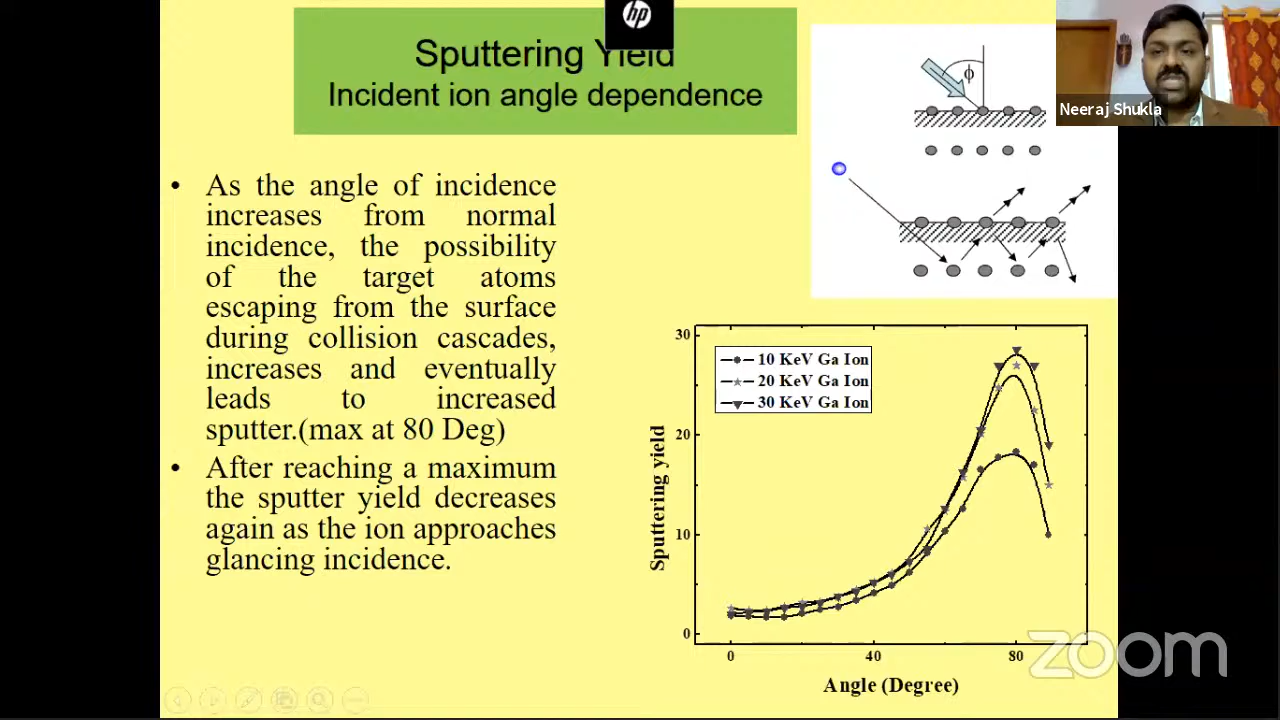 hp
Sputtering Yield
Incident ion angle dependence
Neeraj Shukla
ϕ
• As the angle of incidence
increases from normal
incidence, the possibility
of the target atoms
escaping from the surface
during collision cascades,
increases and eventually
leads to increased
sputter.(max at 80 Deg)
• After reaching a maximum
the sputter yield decreases
again as the ion approaches
glancing incidence.
30
20
10
0
Sputtering yield
10 KeV Ga Ion
20 KeV Ga Ion
30 KeV Ga Ion
0 40 80
Angle (Degree)
zoom